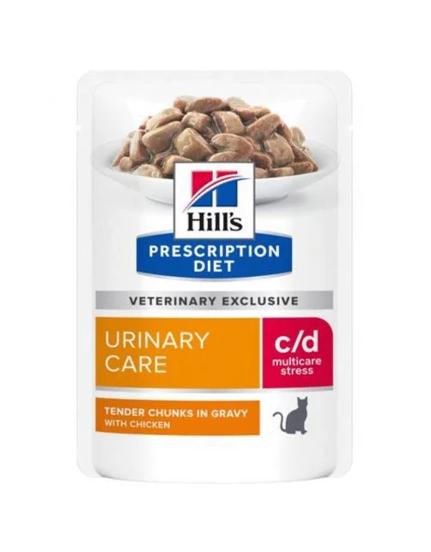 Hill's
PRESCRIPTION
DIET
VETERINARY EXCLUSIVE
URINARY
CARE
c/d
multicare
stress
TENDER CHUNKS IN GRAVY
WITH CHICKEN